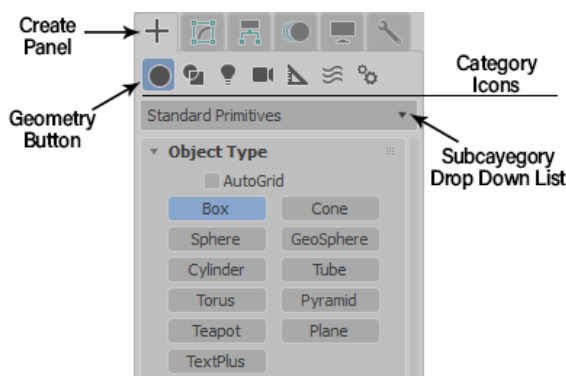 Create
Panel
Category
Icons
Geometry
Button
Standard Primitives
Subcayegory
Drop Down List
Object Type
AutoGrid
Box
Cone
Sphere
GeoSphere
Cylinder
Tube
Torus
Pyramid
Teapot
Plane
TextPlus